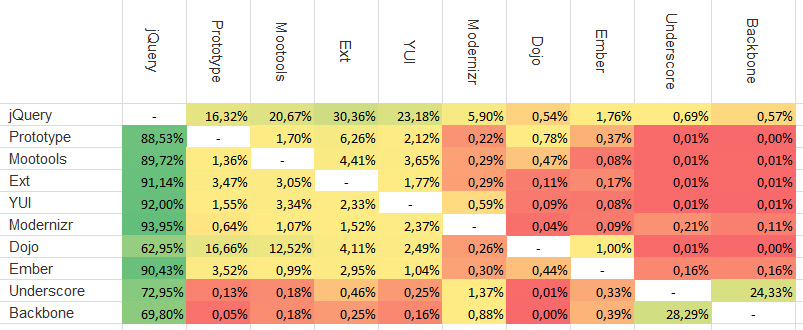 jQuery Prototype Mootools Ext YUI Modernizr Dojo Ember Underscore Backbone
jQuery - 16,32% 20,67% 30,36% 23,18% 5,90% 0,54% 1,76% 0,69% 0,57%
Prototype 88,53% - 1,70% 6,26% 2,12% 0,22% 0,78% 0,37% 0,01% 0,00%
Mootools 89,72% 1,36% - 4,41% 3,65% 0,29% 0,47% 0,08% 0,01% 0,01%
Ext 91,14% 3,47% 3,05% - 1,77% 0,29% 0,11% 0,17% 0,01% 0,01%
YUI 92,00% 1,55% 3,34% 2,33% - 0,59% 0,09% 0,08% 0,01% 0,01%
Modernizr 93,95% 0,64% 1,07% 1,52% 2,37% - 0,04% 0,09% 0,21% 0,11%
Dojo 62,95% 16,66% 12,52% 4,11% 2,49% 0,26% - 1,00% 0,01% 0,00%
Ember 90,43% 3,52% 0,99% 2,95% 1,04% 0,30% 0,44% - 0,16% 0,16%
Underscore 72,95% 0,13% 0,18% 0,46% 0,25% 1,37% 0,01% 0,33% - 24,33%
Backbone 69,80% 0,05% 0,18% 0,25% 0,16% 0,88% 0,00% 0,39% 28,29% -